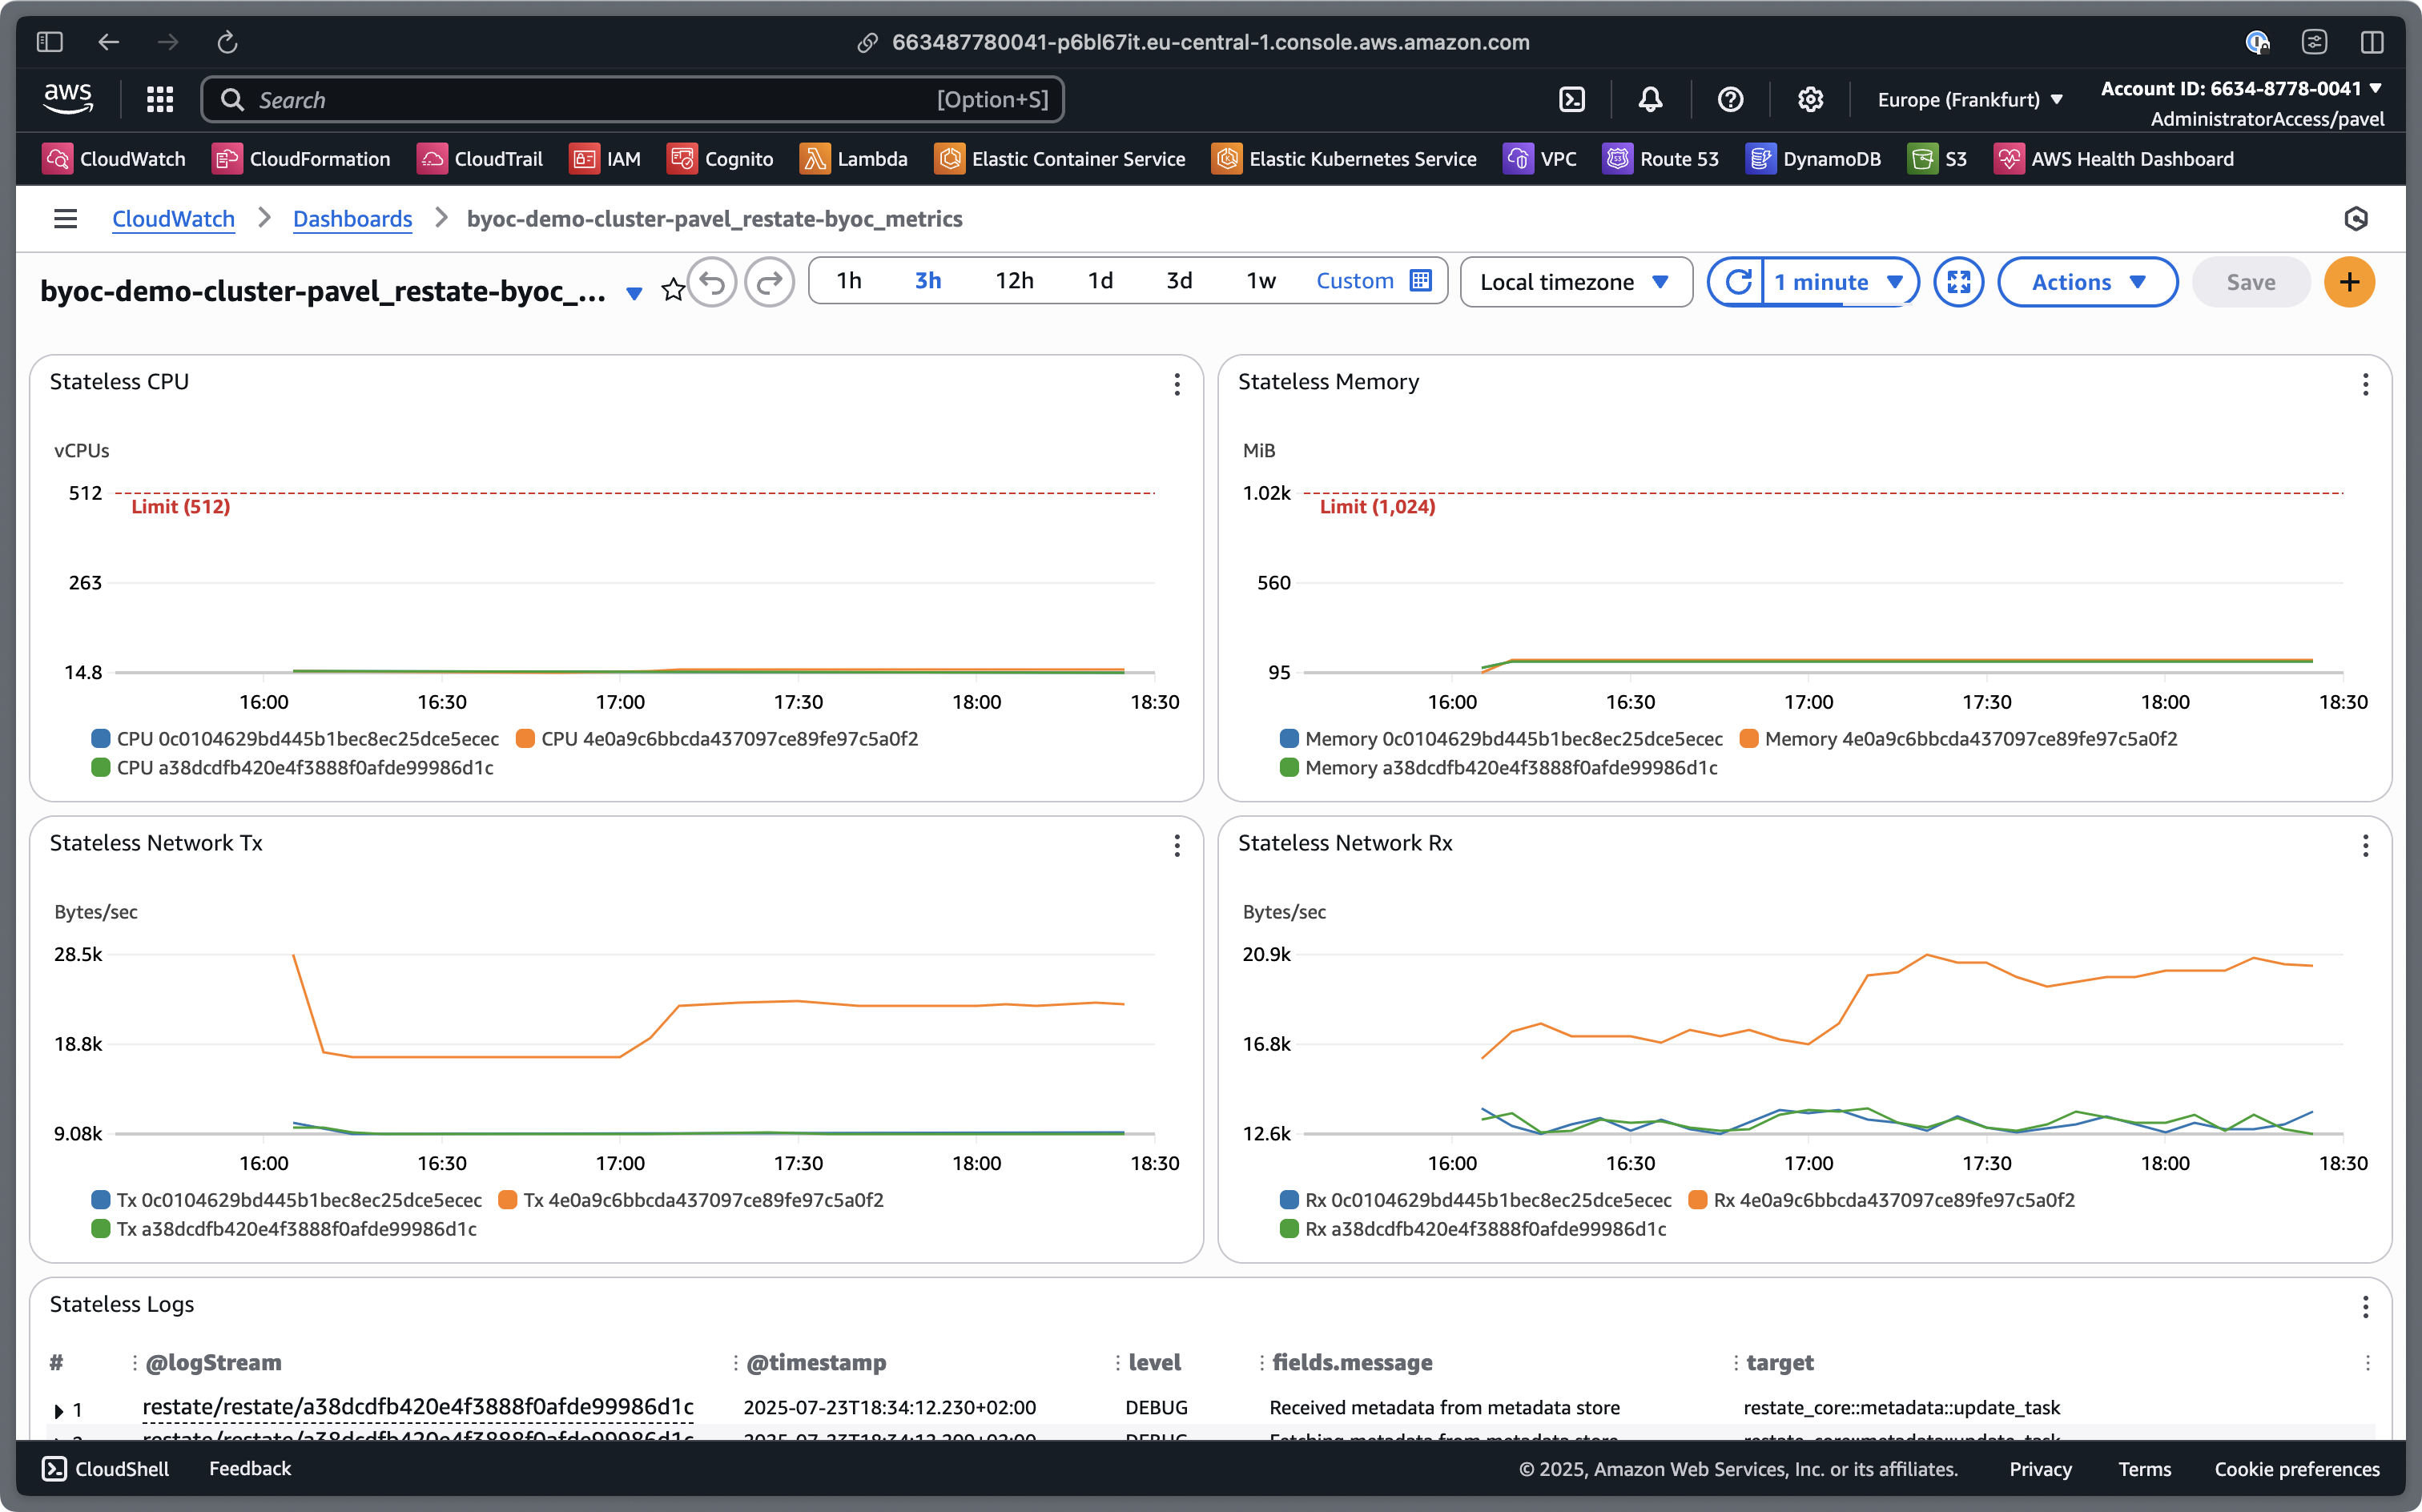 663487780041-p6bl67it.eu-central-1.console.aws.amazon.com
aws
Search [Option+S]
Europe (Frankfurt)
Account ID: 6634-8778-0041
AdministratorAccess/pavel
CloudWatch CloudFormation CloudTrail IAM Cognito Lambda Elastic Container Service Elastic Kubernetes Service VPC Route 53 DynamoDB S3 AWS Health Dashboard
CloudWatch > Dashboards > byoc-demo-cluster-pavel_restate-byoc_metrics
byoc-demo-cluster-pavel_restate-byoc_... 1h 3h 12h 1d 3d 1w Custom Local timezone 1 minute Actions Save +
Stateless CPU
vCPUs
512
Limit (512)
263
14.8
16:00 16:30 17:00 17:30 18:00 18:30
CPU 0c0104629bd445b1bec8ec25dce5ecec CPU 4e0a9c6bbcda437097ce89fe97c5a0f2
CPU a38dcdfb420e4f3888f0afde99986d1c
Stateless Memory
MiB
1.02k
Limit (1,024)
560
95
16:00 16:30 17:00 17:30 18:00 18:30
Memory 0c0104629bd445b1bec8ec25dce5ecec Memory 4e0a9c6bbcda437097ce89fe97c5a0f2
Memory a38dcdfb420e4f3888f0afde99986d1c
Stateless Network Tx
Bytes/sec
28.5k
18.8k
9.08k
16:00 16:30 17:00 17:30 18:00 18:30
Tx 0c0104629bd445b1bec8ec25dce5ecec Tx 4e0a9c6bbcda437097ce89fe97c5a0f2
Tx a38dcdfb420e4f3888f0afde99986d1c
Stateless Network Rx
Bytes/sec
20.9k
16.8k
12.6k
16:00 16:30 17:00 17:30 18:00 18:30
Rx 0c0104629bd445b1bec8ec25dce5ecec Rx 4e0a9c6bbcda437097ce89fe97c5a0f2
Rx a38dcdfb420e4f3888f0afde99986d1c
Stateless Logs
# @logStream @timestamp level fields.message target
1 restate/restate/a38dcdfb420e4f3888f0afde99986d1c 2025-07-23T18:34:12.230+02:00 DEBUG Received metadata from metadata store restate_core::metadata::update_task
CloudShell Feedback © 2025, Amazon Web Services, Inc. or its affiliates. Privacy Terms Cookie preferences